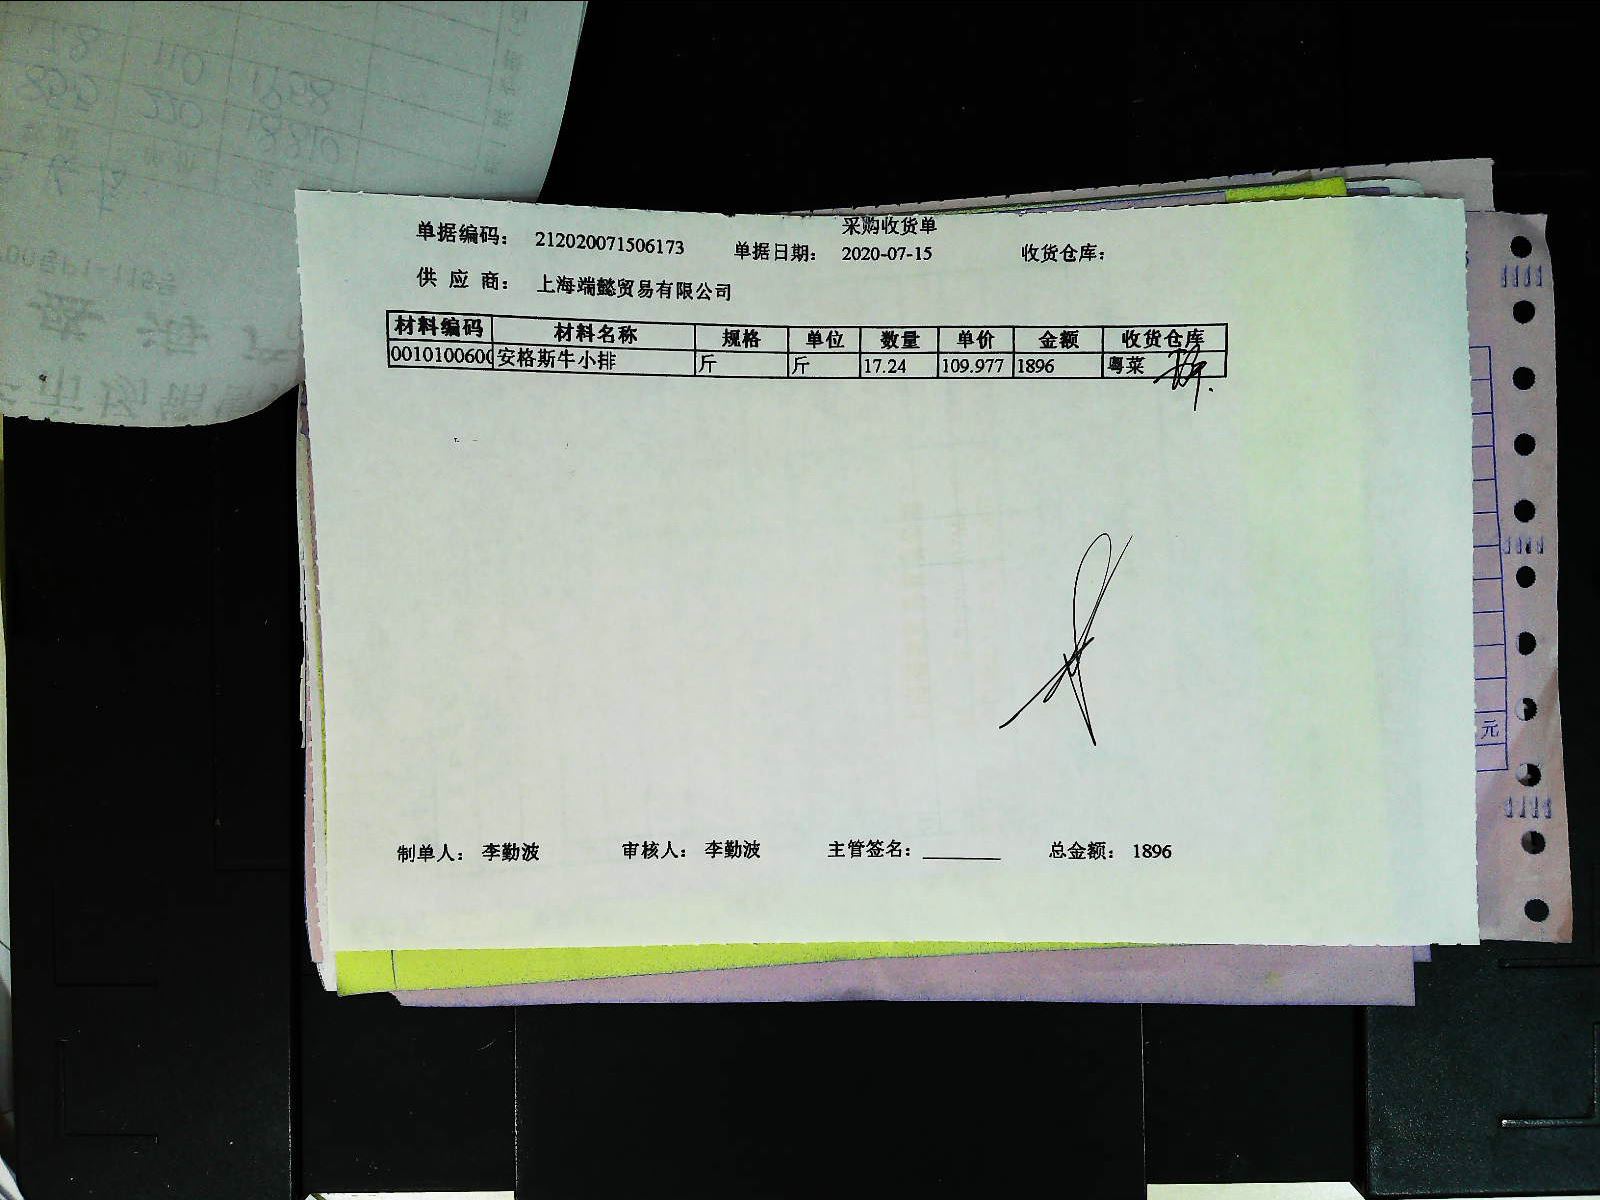 采购收货单
单据编码： 212020071506173 单据日期： 2020-07-15 收货仓库：
供 应 商： 上海端懿贸易有限公司
材料编码 材料名称 规格 单位 数量 单价 金额 收货仓库
0010100600 安格斯牛小排 斤 斤 17.24 109.977 1896 粤菜
制单人： 李勤波 审核人： 李勤波 主管签名：________ 总金额： 1896
元